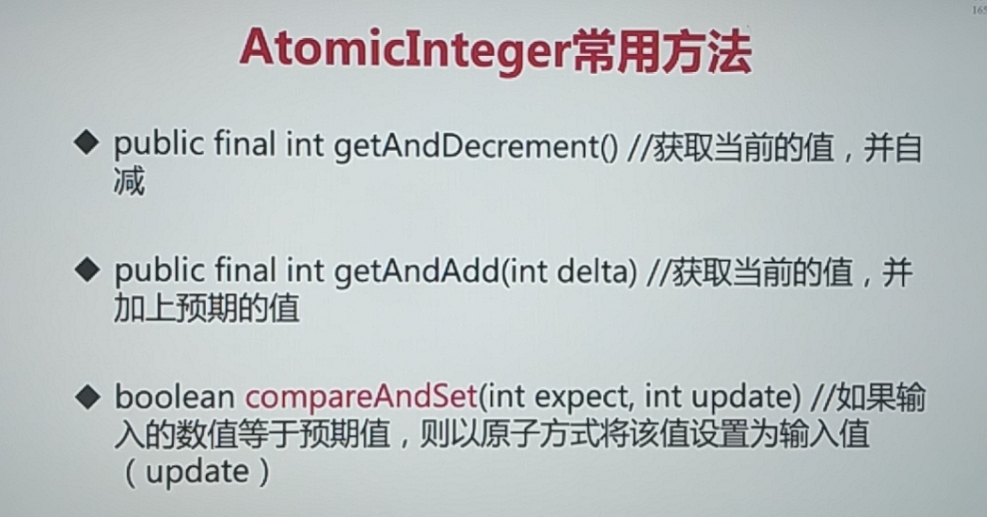 AtomicInteger常用方法
◆ public final int getAndDecrement() //获取当前的值，并自
减
◆ public final int getAndAdd(int delta) //获取当前的值，并
加上预期的值
◆ boolean compareAndSet(int expect, int update) //如果输
入的数值等于预期值，则以原子方式将该值设置为输入值
（update）